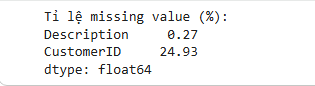 Tỉ lệ missing value (%):
Description 0.27
CustomerID 24.93
dtype: float64